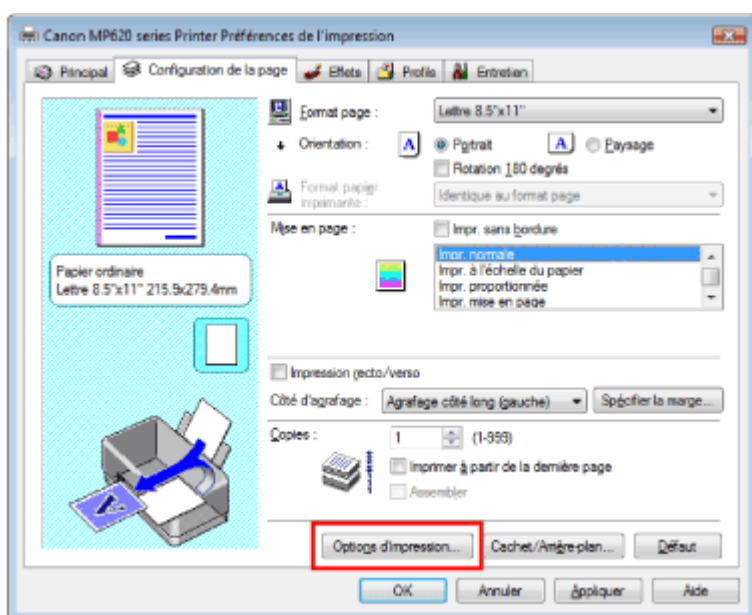 Canon MP620 series Printer Préférences de l'impression
Principal Configuration de la page Effets Profils Entretien
Format page : Lettre 8.5"x11"
Orientation : A Portrait A Paysage
Rotation 180 degrés
Format papier imprimante : Identique au format page
Mise en page : Impr. sans bordure
Impr. normale
Impr. à l'échelle du papier
Impr. proportionnée
Impr. mise en page
Papier ordinaire
Lettre 8.5"x11" 215.9x279.4mm
Impression recto/verso
Côté d'agrafage : Agrafage côté long (gauche) Spécifier la marge...
Copies : 1 (1-999)
Imprimer à partir de la dernière page
Assembler
Options d'impression... Cachet/Arrière-plan... Défaut
OK Annuler Appliquer Aide